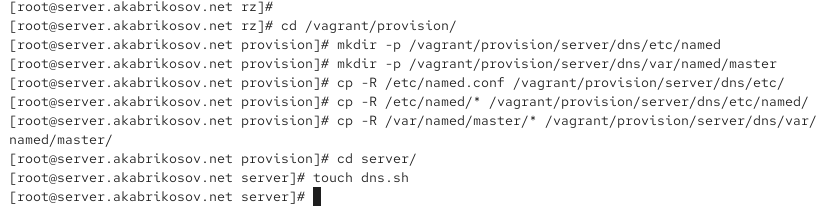 [root@server.akabrikosov.net rz]#
[root@server.akabrikosov.net rz]# cd /vagrant/provision/
[root@server.akabrikosov.net provision]# mkdir -p /vagrant/provision/server/dns/etc/named
[root@server.akabrikosov.net provision]# mkdir -p /vagrant/provision/server/dns/var/named/master
[root@server.akabrikosov.net provision]# cp -R /etc/named.conf /vagrant/provision/server/dns/etc/
[root@server.akabrikosov.net provision]# cp -R /etc/named/* /vagrant/provision/server/dns/etc/named/
[root@server.akabrikosov.net provision]# cp -R /var/named/master/* /vagrant/provision/server/dns/var/
named/master/
[root@server.akabrikosov.net provision]# cd server/
[root@server.akabrikosov.net server]# touch dns.sh
[root@server.akabrikosov.net server]#